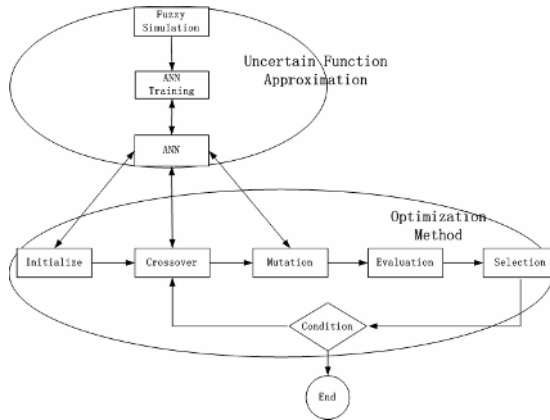 Fuzzy
Simulation
Uncertain Function
Approximation
ANN
Training
ANN
Optimization
Method
Initialize
Crossover
Mutation
Evaluation
Selection
Condition
End